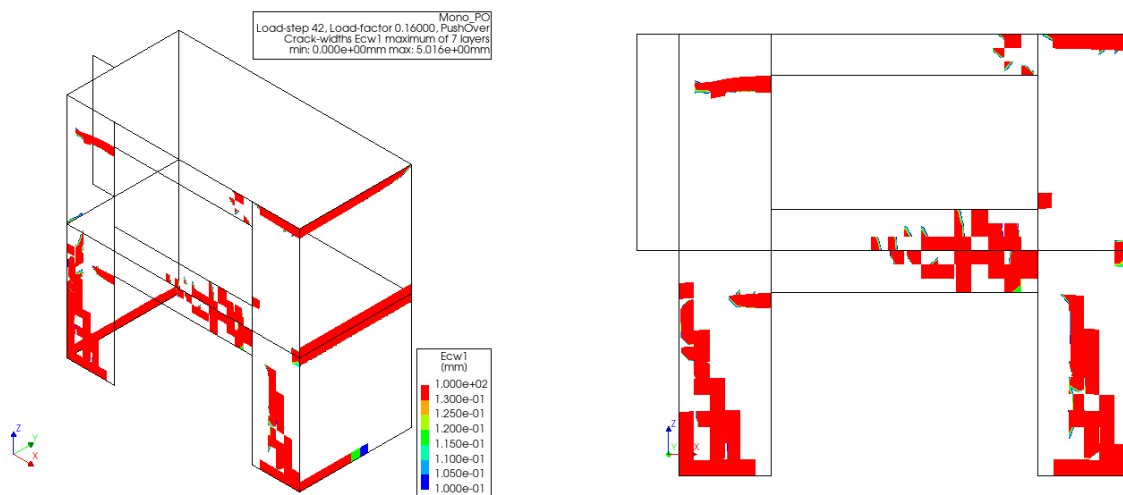 Mono_PO
Load-step 42, Load-factor 0.16000, PushOver
Crack-widths Ecw1 maximum of 7 layers
min: 0.000e+00mm max: 5.016e+00mm
Ecw1
(mm)
1.000e+02
1.300e-01
1.250e-01
1.200e-01
1.150e-01
1.100e-01
1.050e-01
1.000e-01
Z
Y
X
Z
Y
X